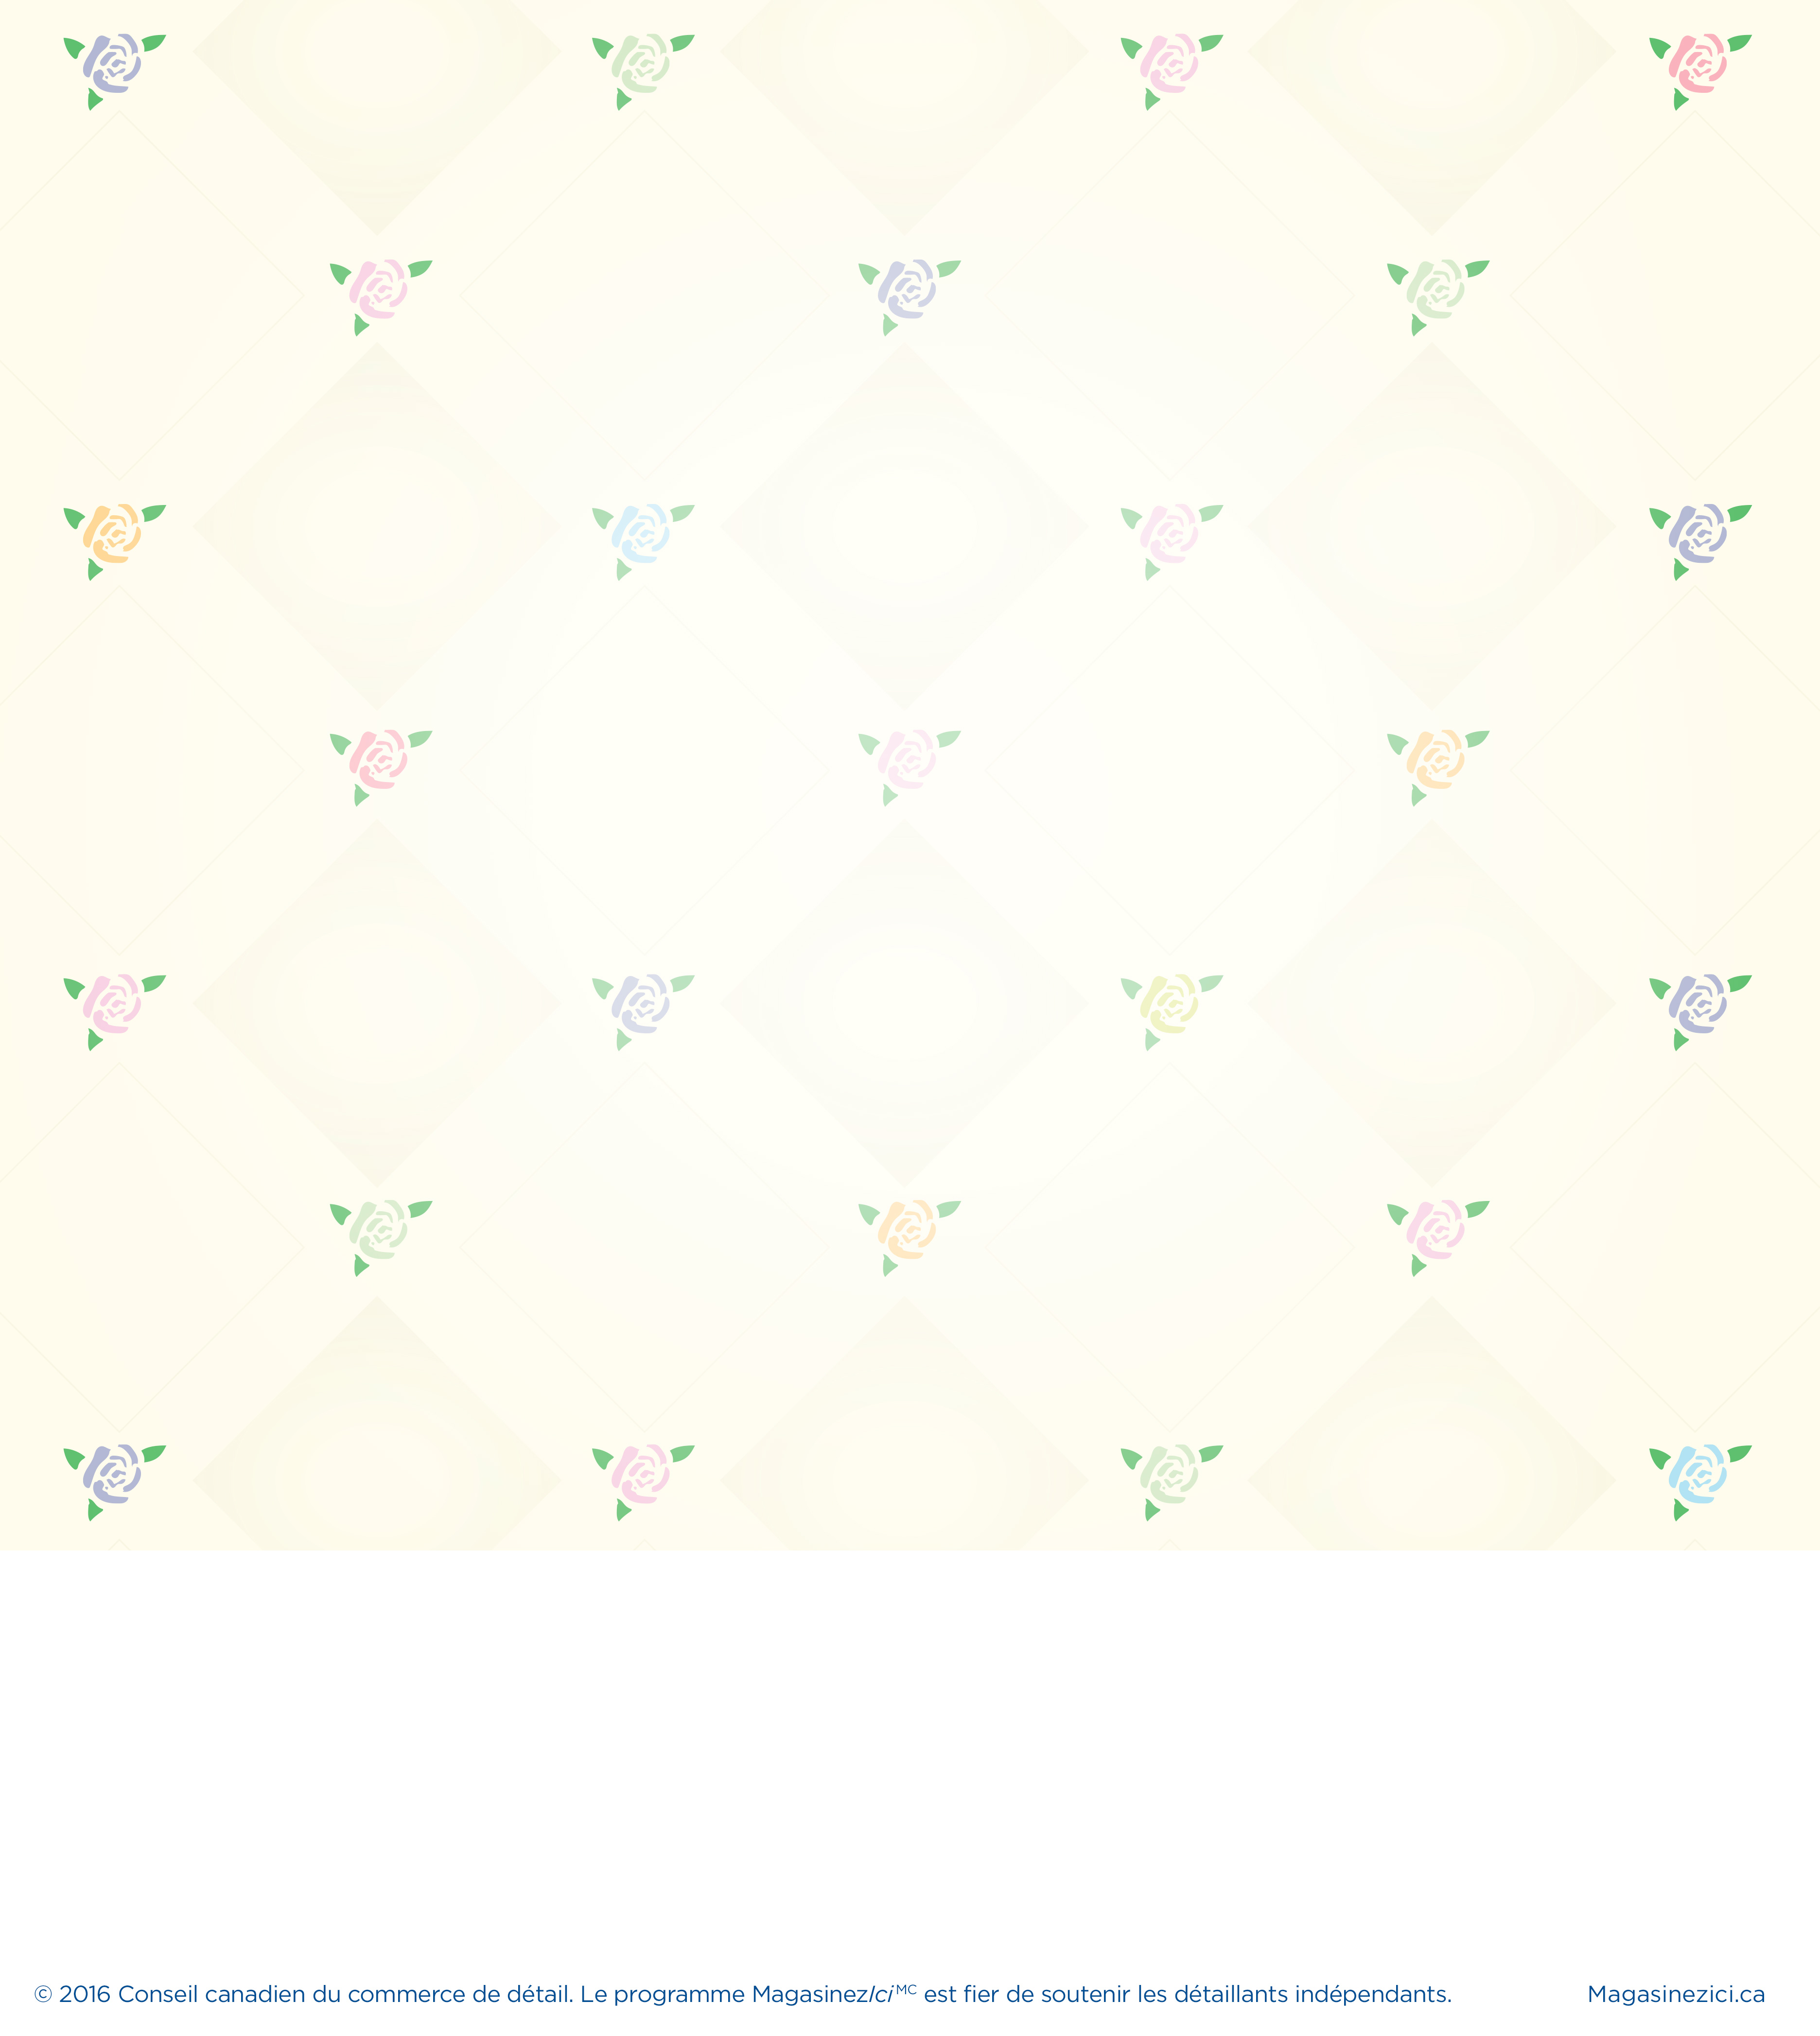 © 2016 Conseil canadien du commerce de détail. Le programme MagasinezIci MC est fier de soutenir les détaillants indépendants. Magasinezici.ca